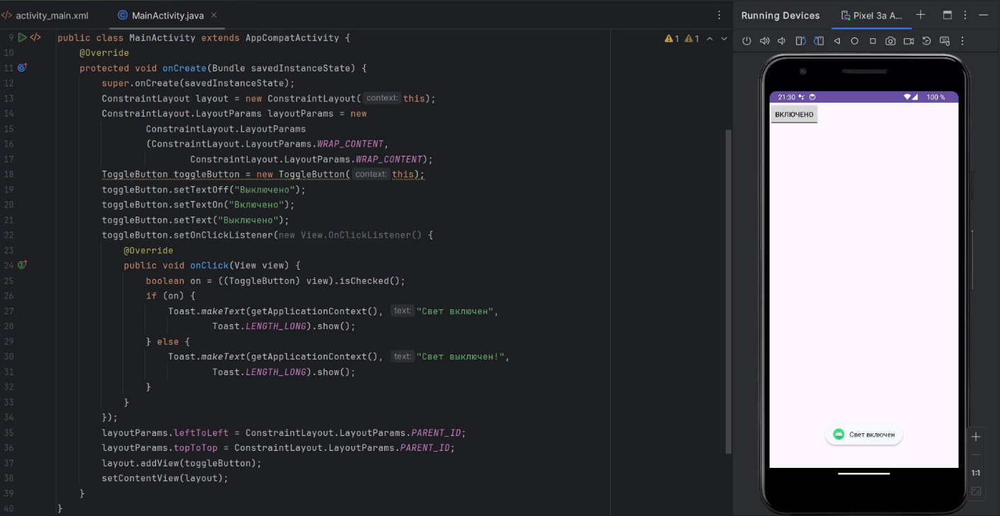 activity_main.xml
MainActivity.java
Running Devices
Pixel 3a A...
9 public class MainActivity extends AppCompatActivity {
1 1
10 @Override
11 protected void onCreate(Bundle savedInstanceState) {
12 super.onCreate(savedInstanceState);
13 ConstraintLayout layout = new ConstraintLayout( context: this);
14 ConstraintLayout.LayoutParams layoutParams = new
15 ConstraintLayout.LayoutParams
16 (ConstraintLayout.LayoutParams.WRAP_CONTENT,
17 ConstraintLayout.LayoutParams.WRAP_CONTENT);
18 ToggleButton toggleButton = new ToggleButton( context: this);
19 toggleButton.setTextOff("Выключено");
20 toggleButton.setTextOn("Включено");
21 toggleButton.setText("Выключено");
22 toggleButton.setOnClickListener(new View.OnClickListener() {
23 @Override
24 public void onClick(View view) {
25 boolean on = ((ToggleButton) view).isChecked();
26 if (on) {
27 Toast.makeText(getApplicationContext(), text: "Свет включен",
28 Toast.LENGTH_LONG).show();
29 } else {
30 Toast.makeText(getApplicationContext(), text: "Свет выключен!",
31 Toast.LENGTH_LONG).show();
32 }
33 }
34 });
35 layoutParams.leftToLeft = ConstraintLayout.LayoutParams.PARENT_ID;
36 layoutParams.topToTop = ConstraintLayout.LayoutParams.PARENT_ID;
37 layout.addView(toggleButton);
38 setContentView(layout);
39 }
40 }
21:30
100 %
ВКЛЮЧЕНО
Свет включен
1:1